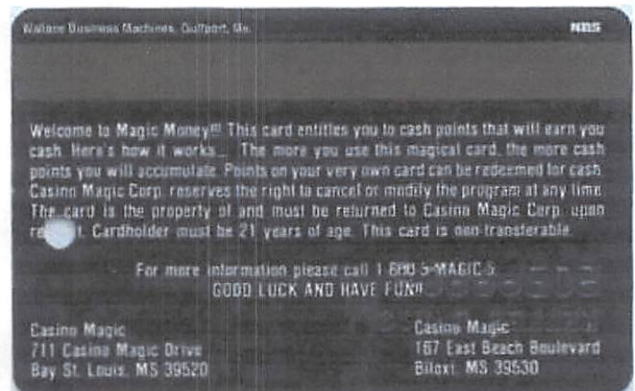 Wallace Business Machines, Gulfport, Ms. NBS
Welcome to Magic Money!!! This card entitles you to cash points that will earn you
cash. Here's how it works... The more you use this magical card, the more cash
points you will accumulate. Points on your very own card can be redeemed for cash.
Casino Magic Corp. reserves the right to cancel or modify the program at any time.
The card is the property of and must be returned to Casino Magic Corp. upon
Cardholder must be 21 years of age. This card is non-transferable.
For more information please call 5-MAGIC-5
GOOD LUCK AND HAVE FUN!!
Casino Magic
711 Casino Magic Drive
Bay St. Louis, MS 39520
Casino Magic
167 East Beach Boulevard
Biloxi, MS 39530